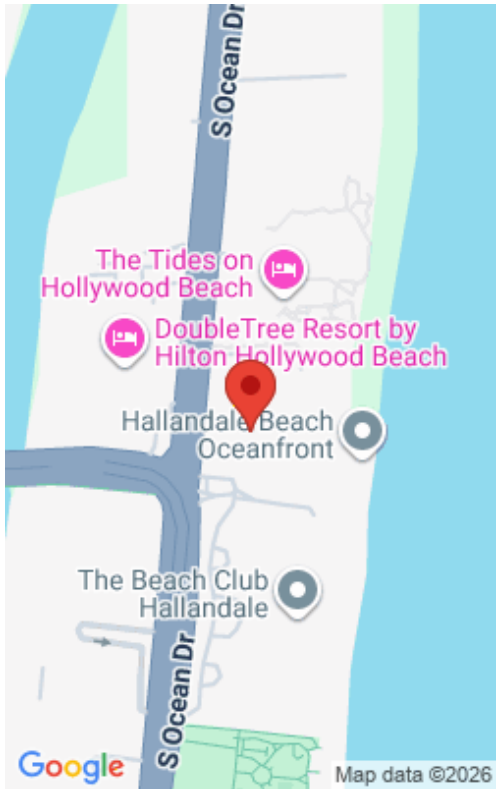 S Ocean Dr
The Tides on
Hollywood Beach
DoubleTree Resort by
Hilton Hollywood Beach
Hallandale Beach
Oceanfront
The Beach Club
Hallandale
S Ocean Dr
Google
Map data ©2026